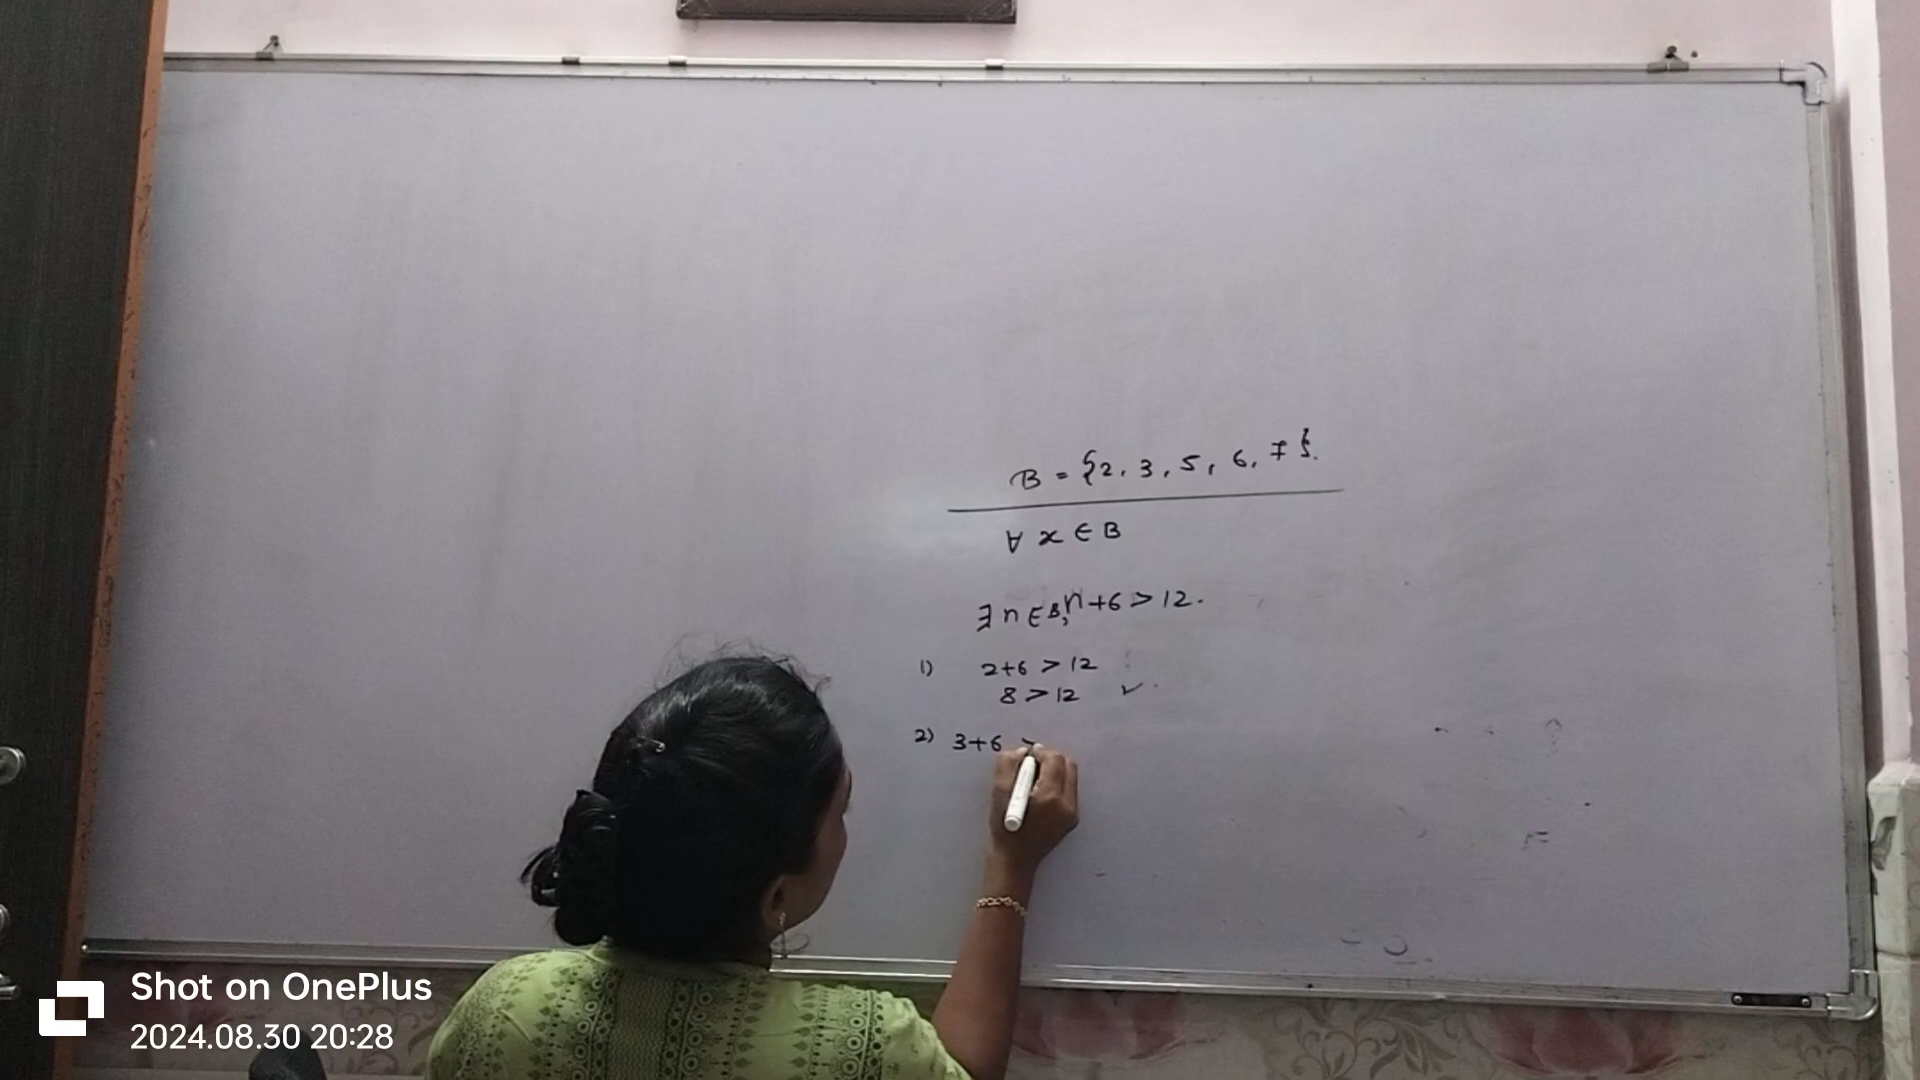 B = {2, 3, 5, 6, 7}.
∀ x ∈ B
∃ n ∈ B, n + 6 > 12.
1) 2+6 > 12
8 > 12 ✓
2) 3+6 >
Shot on OnePlus
2024.08.30 20:28